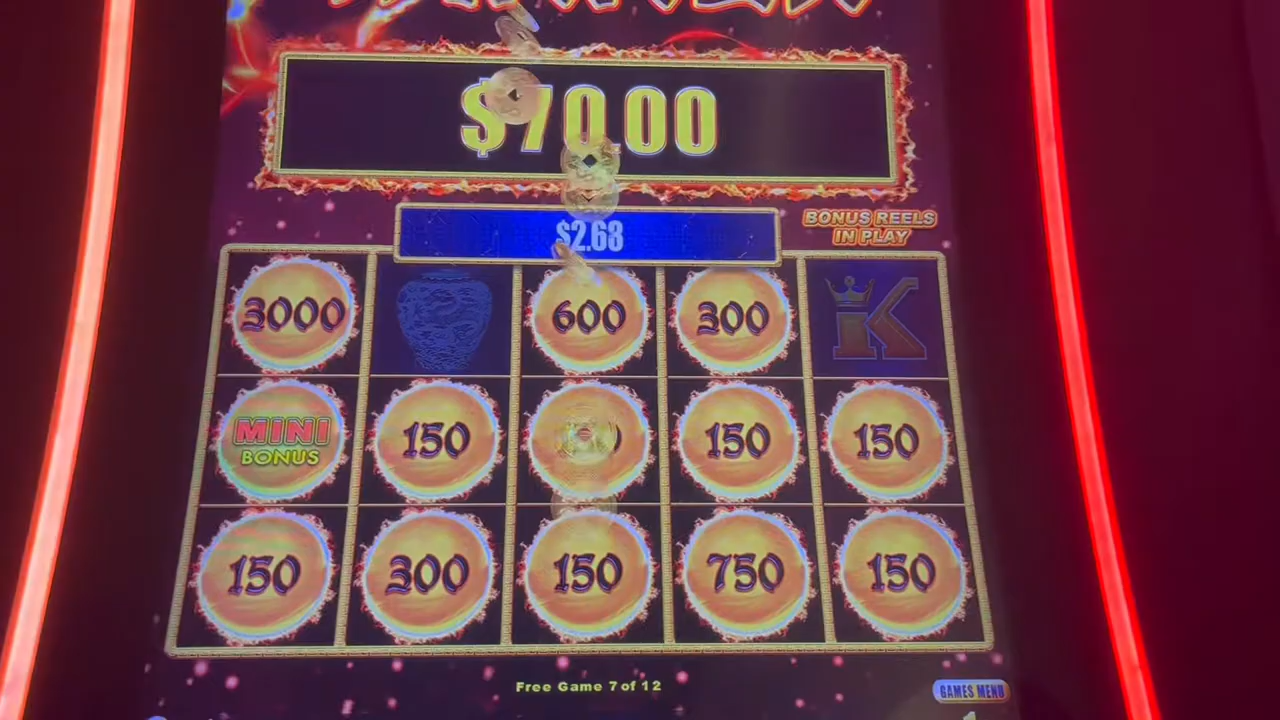 $70.00
$2.68
BONUS REELS
IN PLAY
3000
600
300
K
MINI
BONUS
150
150
150
150
300
150
750
150
Free Game 7 of 12
GAMES MENU